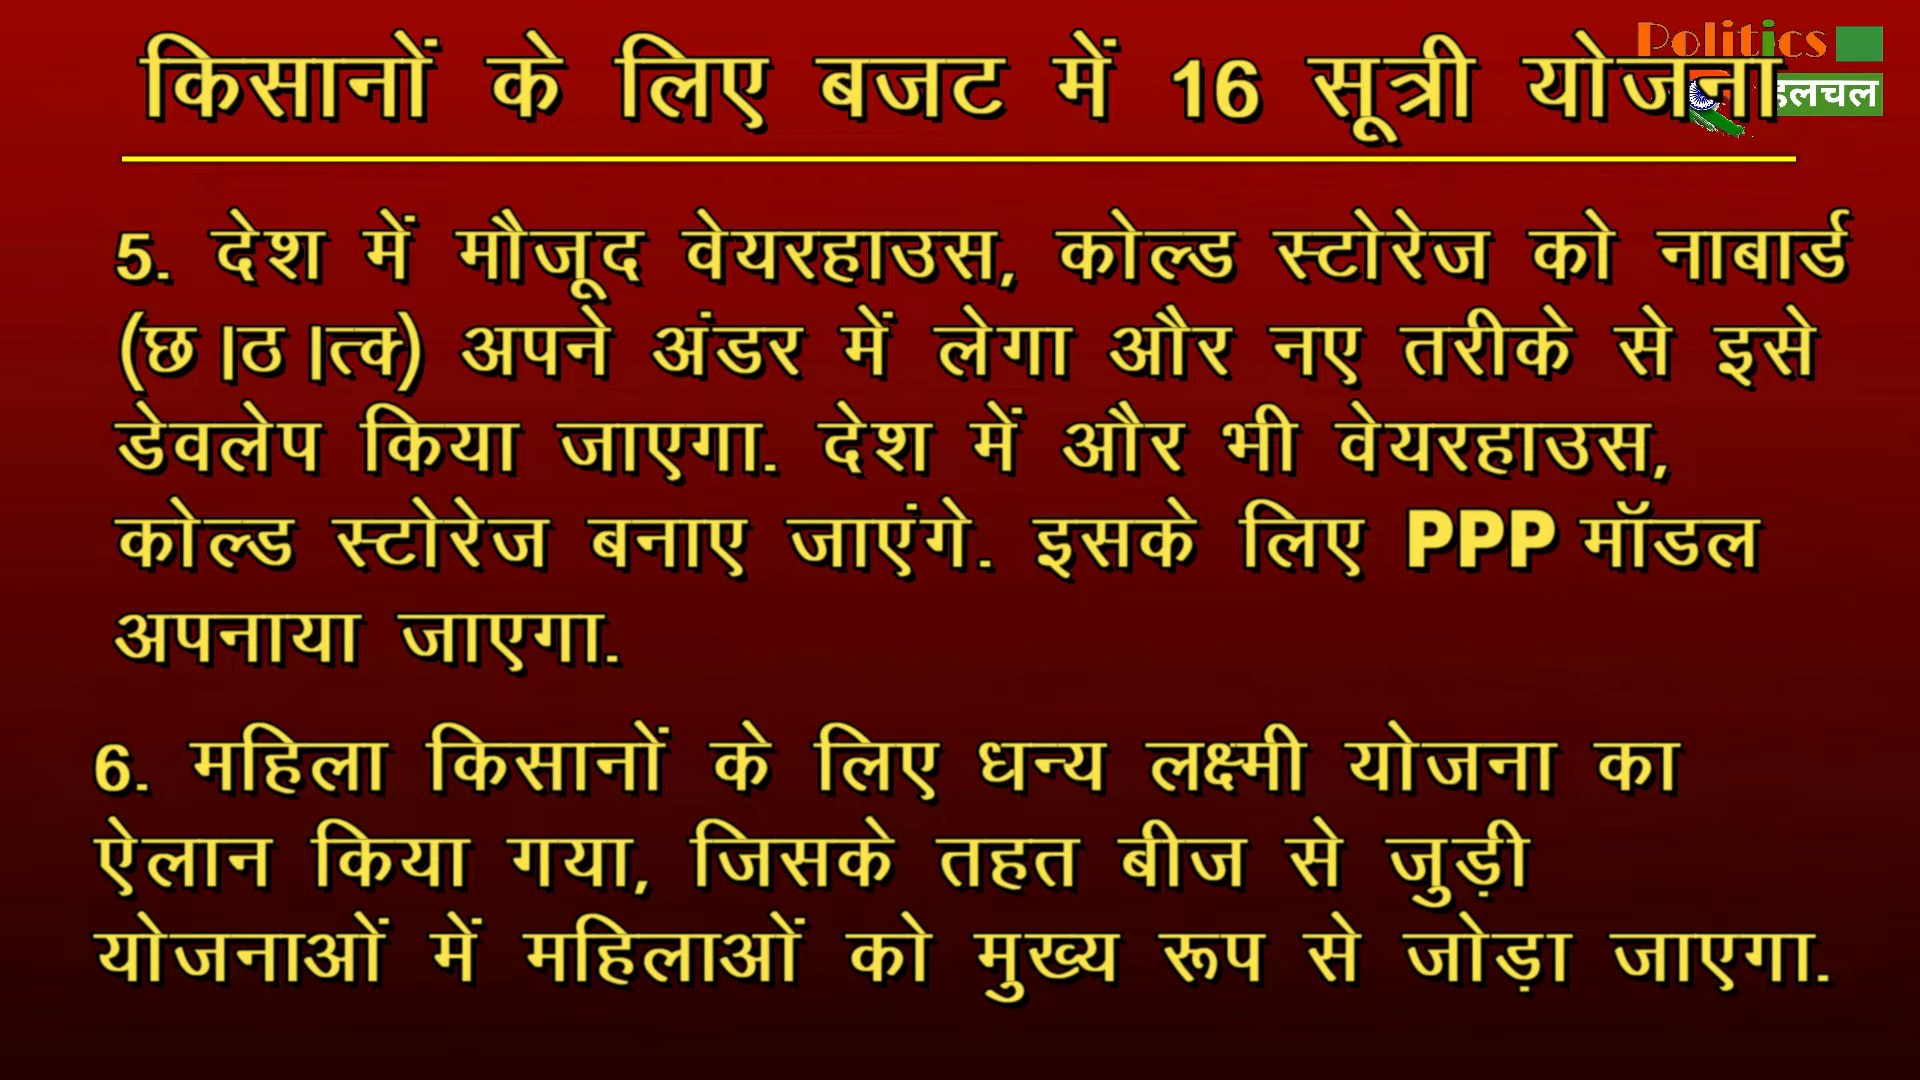 Politics
किसानों के लिए बजट में 16 सूत्री योजना
हलचल
5. देश में मौजूद वेयरहाउस, कोल्ड स्टोरेज को नाबार्ड
(छ।ठ।त्क) अपने अंडर में लेगा और नए तरीके से इसे
डेवलेप किया जाएगा. देश में और भी वेयरहाउस,
कोल्ड स्टोरेज बनाए जाएंगे. इसके लिए PPP मॉडल
अपनाया जाएगा.
6. महिला किसानों के लिए धन्य लक्ष्मी योजना का
ऐलान किया गया, जिसके तहत बीज से जुड़ी
योजनाओं में महिलाओं को मुख्य रूप से जोड़ा जाएगा.